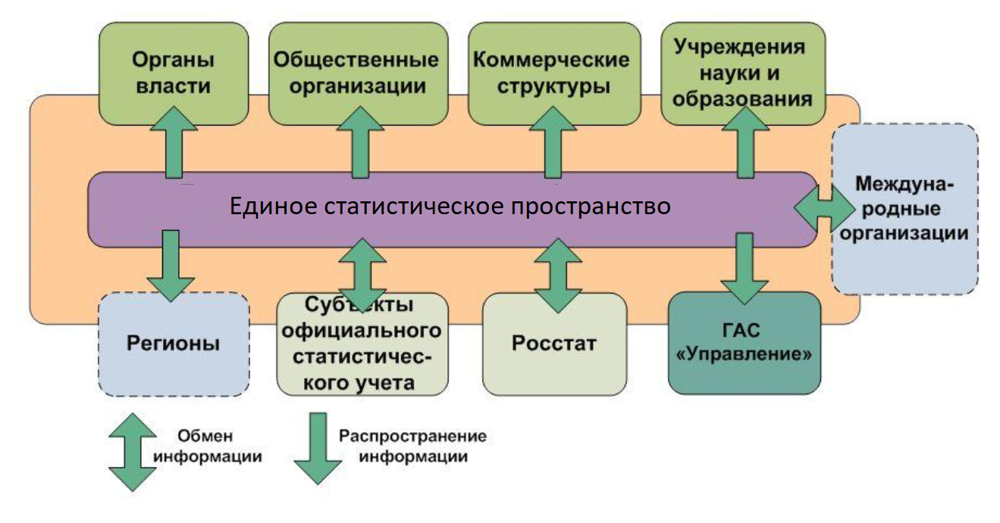 Органы
власти
Общественные
организации
Коммерческие
структуры
Учреждения
науки и
образования
Единое статистическое пространство
Междуна-
родные
организации
Регионы
Субъекты
официального
статистичес-
кого учета
Росстат
ГАС
«Управление»
Обмен
информации
Распространение
информации